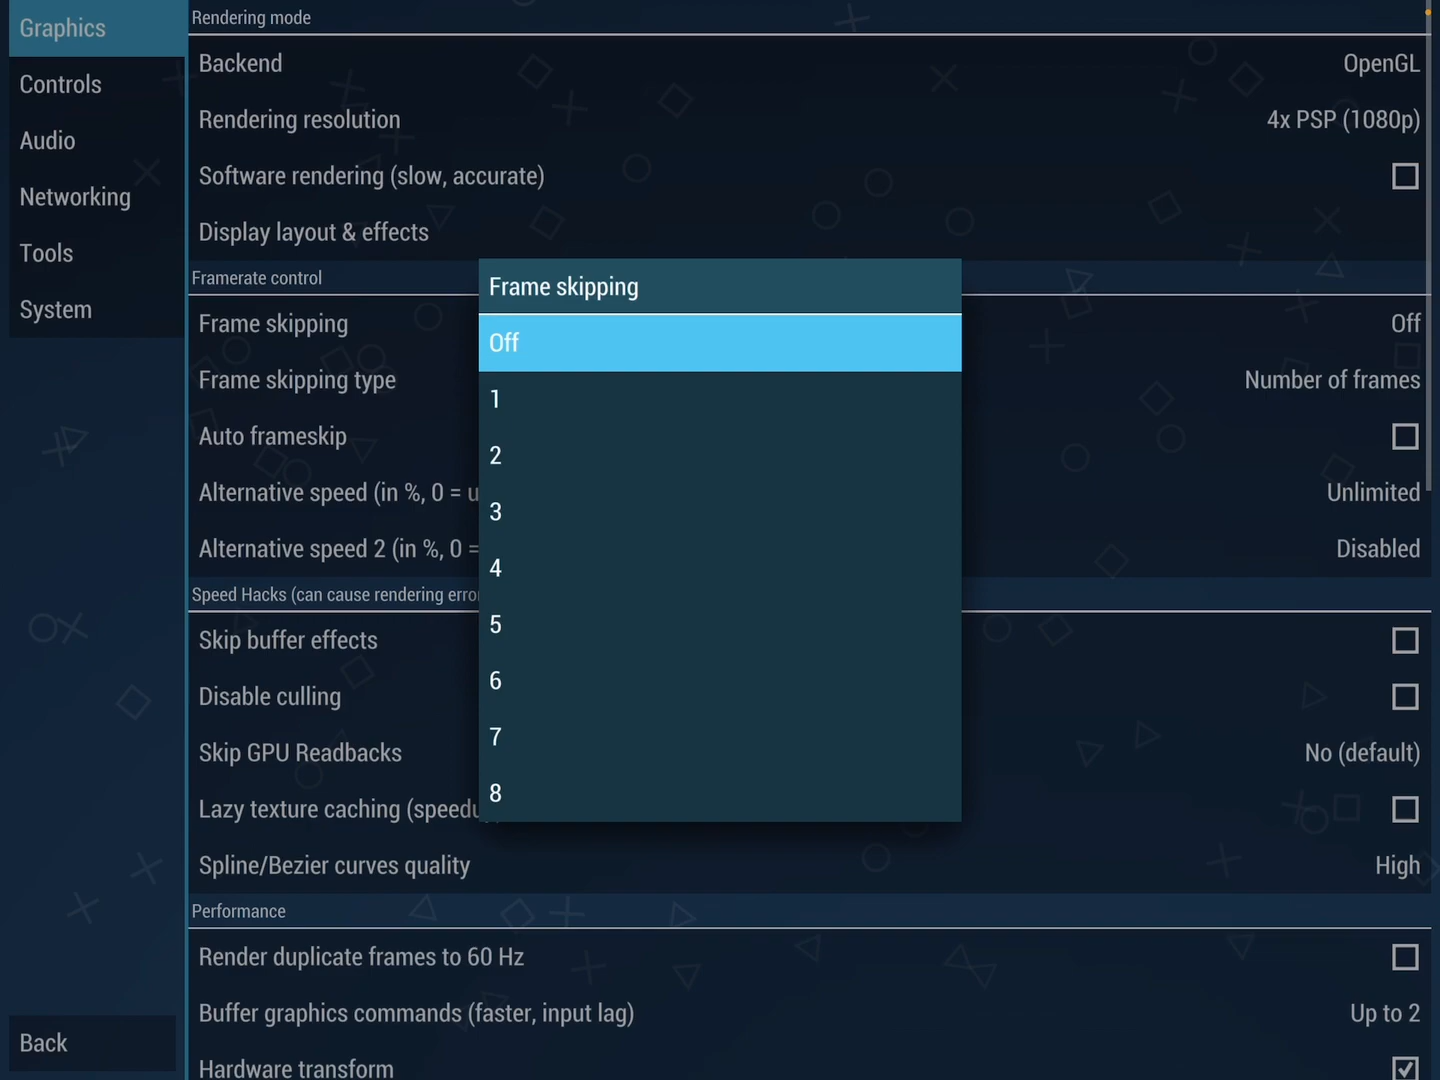 Graphics
Controls
Audio
Networking
Tools
System
Back
Rendering mode
Backend OpenGL
Rendering resolution 4x PSP (1080p)
Software rendering (slow, accurate)
Display layout & effects
Framerate control
Frame skipping Off
Frame skipping type Number of frames
Auto frameskip
Alternative speed (in %, 0 = u Unlimited
Alternative speed 2 (in %, 0 = Disabled
Speed Hacks (can cause rendering erro
Skip buffer effects
Disable culling
Skip GPU Readbacks No (default)
Lazy texture caching (speedu
Spline/Bezier curves quality High
Performance
Render duplicate frames to 60 Hz
Buffer graphics commands (faster, input lag) Up to 2
Hardware transform
Frame skipping
Off
1
2
3
4
5
6
7
8